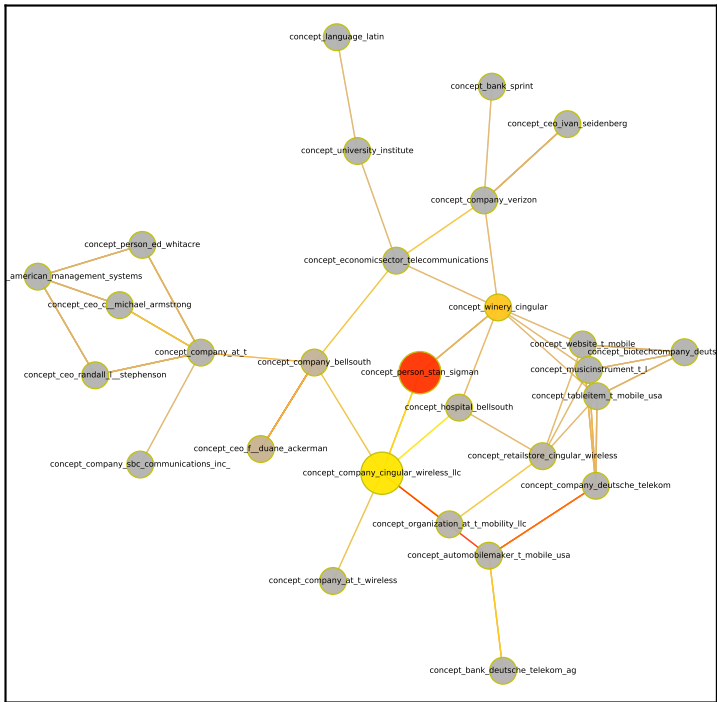 concept_language_latin
concept_bank_sprint
concept_ceo_ivan_seidenberg
concept_university_institute
concept_company_verizon
concept_person_ed_whitacre
concept_economicsector_telecommunications
_american_management_systems
concept_ceo_c__michael_armstrong
concept_winery_cingular
concept_website_t_mobile
concept_company_at_t
concept_biotechcompany_deuts
concept_company_bellsouth
concept_person_stan_sigman
concept_musicinstrument_t_l
concept_ceo_randall_l__stephenson
concept_tableitem_t_mobile_usa
concept_hospital_bellsouth
concept_ceo_f__duane_ackerman
concept_retailstore_cingular_wireless
concept_company_sbc_communications_inc_
concept_company_cingular_wireless_llc
concept_company_deutsche_telekom
concept_organization_at_t_mobility_llc
concept_automobilemaker_t_mobile_usa
concept_company_at_t_wireless
concept_bank_deutsche_telekom_ag